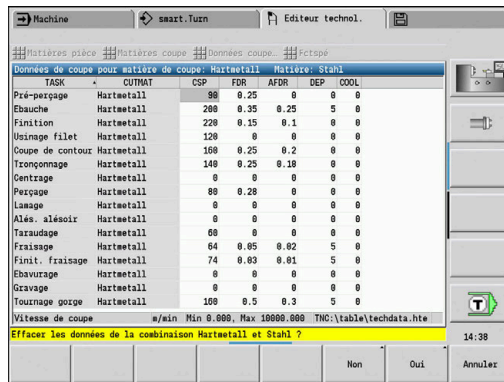 Machine smart.Turn Editeur technol.
Matières pièce Matières coupe Données coupe… Fctspé
Données de coupe pour matière de coupe: Hartmetall Matière: Stahl
TASK CUTMAT CSP FDR AFDR DEP COOL
Pré-perçage Hartmetall 90 0.25 0 0 0
Ebauche Hartmetall 200 0.35 0.25 5 0
Finition Hartmetall 220 0.15 0.1 0 0
Usinage filet Hartmetall 120 0 0 0 0
Coupe de contour Hartmetall 160 0.25 0.2 0 0
Tronçonnage Hartmetall 140 0.25 0.18 0 0
Centrage Hartmetall 0 0 0 0 0
Perçage Hartmetall 80 0.28 0 0 0
Lamage Hartmetall 0 0 0 0 0
Alés. alésoir Hartmetall 0 0 0 0 0
Taraudage Hartmetall 60 0 0 0 0
Fraisage Hartmetall 64 0.05 0.02 5 0
Finit. fraisage Hartmetall 74 0.03 0.01 5 0
Ebavurage Hartmetall 0 0 0 0 0
Gravage Hartmetall 0 0 0 0 0
Tournage gorge Hartmetall 160 0.5 0.3 5 0
Vitesse de coupe m/min Min 0.000, Max 10000.000 TNC:\table\techdata.hte
Effacer les données de la combinaison Hartmetall et Stahl ?
T
14:38
Non Oui Annuler